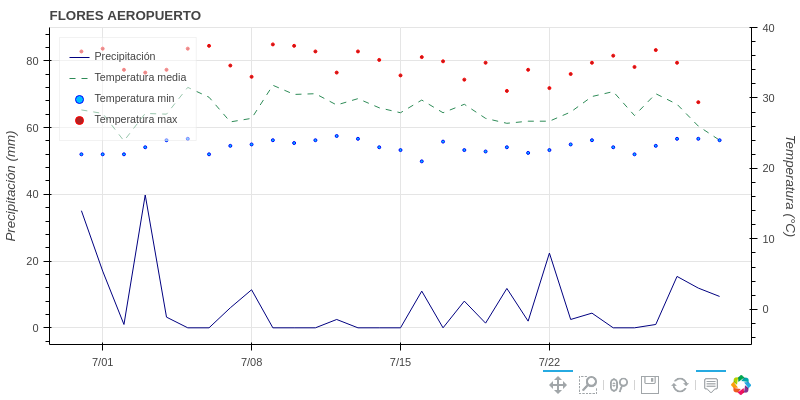 FLORES AEROPUERTO
Precipitación
Temperatura media
Temperatura min
Temperatura max
Precipitación (mm)
80
60
40
20
0
Temperatura (°C)
40
30
20
10
0
7/01
7/08
7/15
7/22